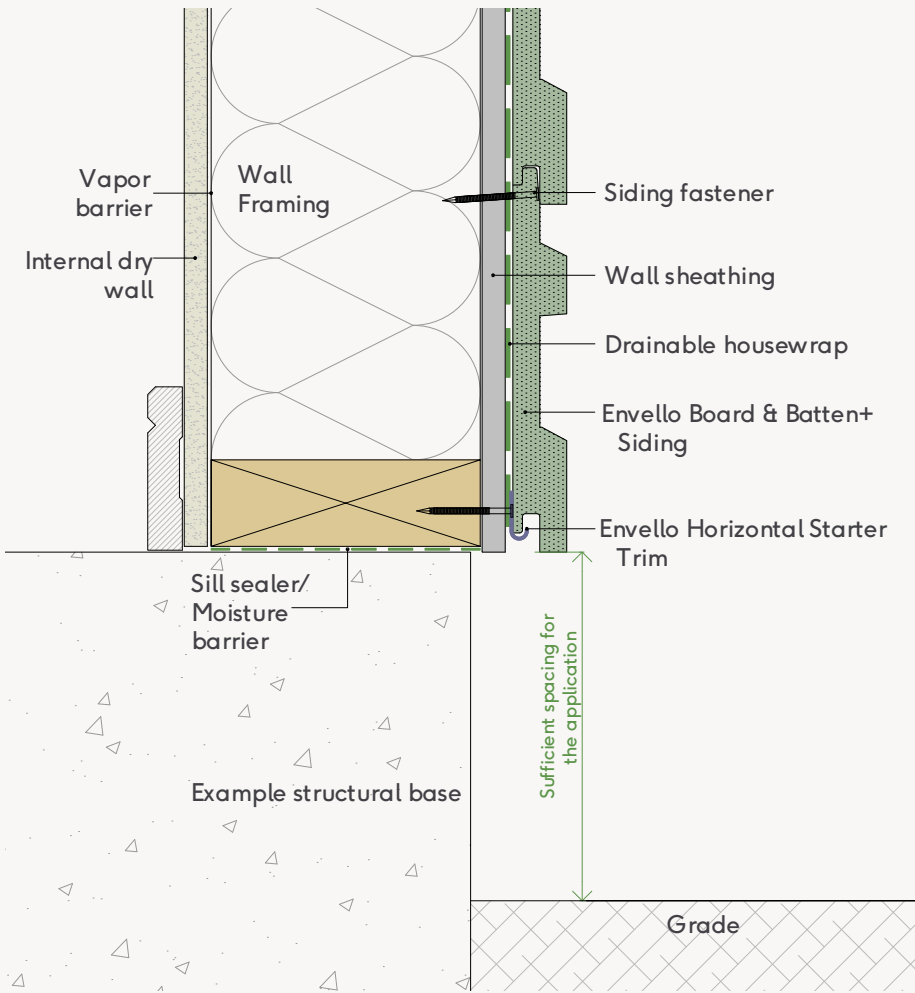 Vapor
barrier
Wall
Framing
Siding fastener
Internal dry
wall
Wall sheathing
Drainable housewrap
Envello Board & Batten+
Siding
Envello Horizontal Starter
Trim
Sill sealer/
Moisture
barrier
Sufficient spacing for
the application
Example structural base
Grade